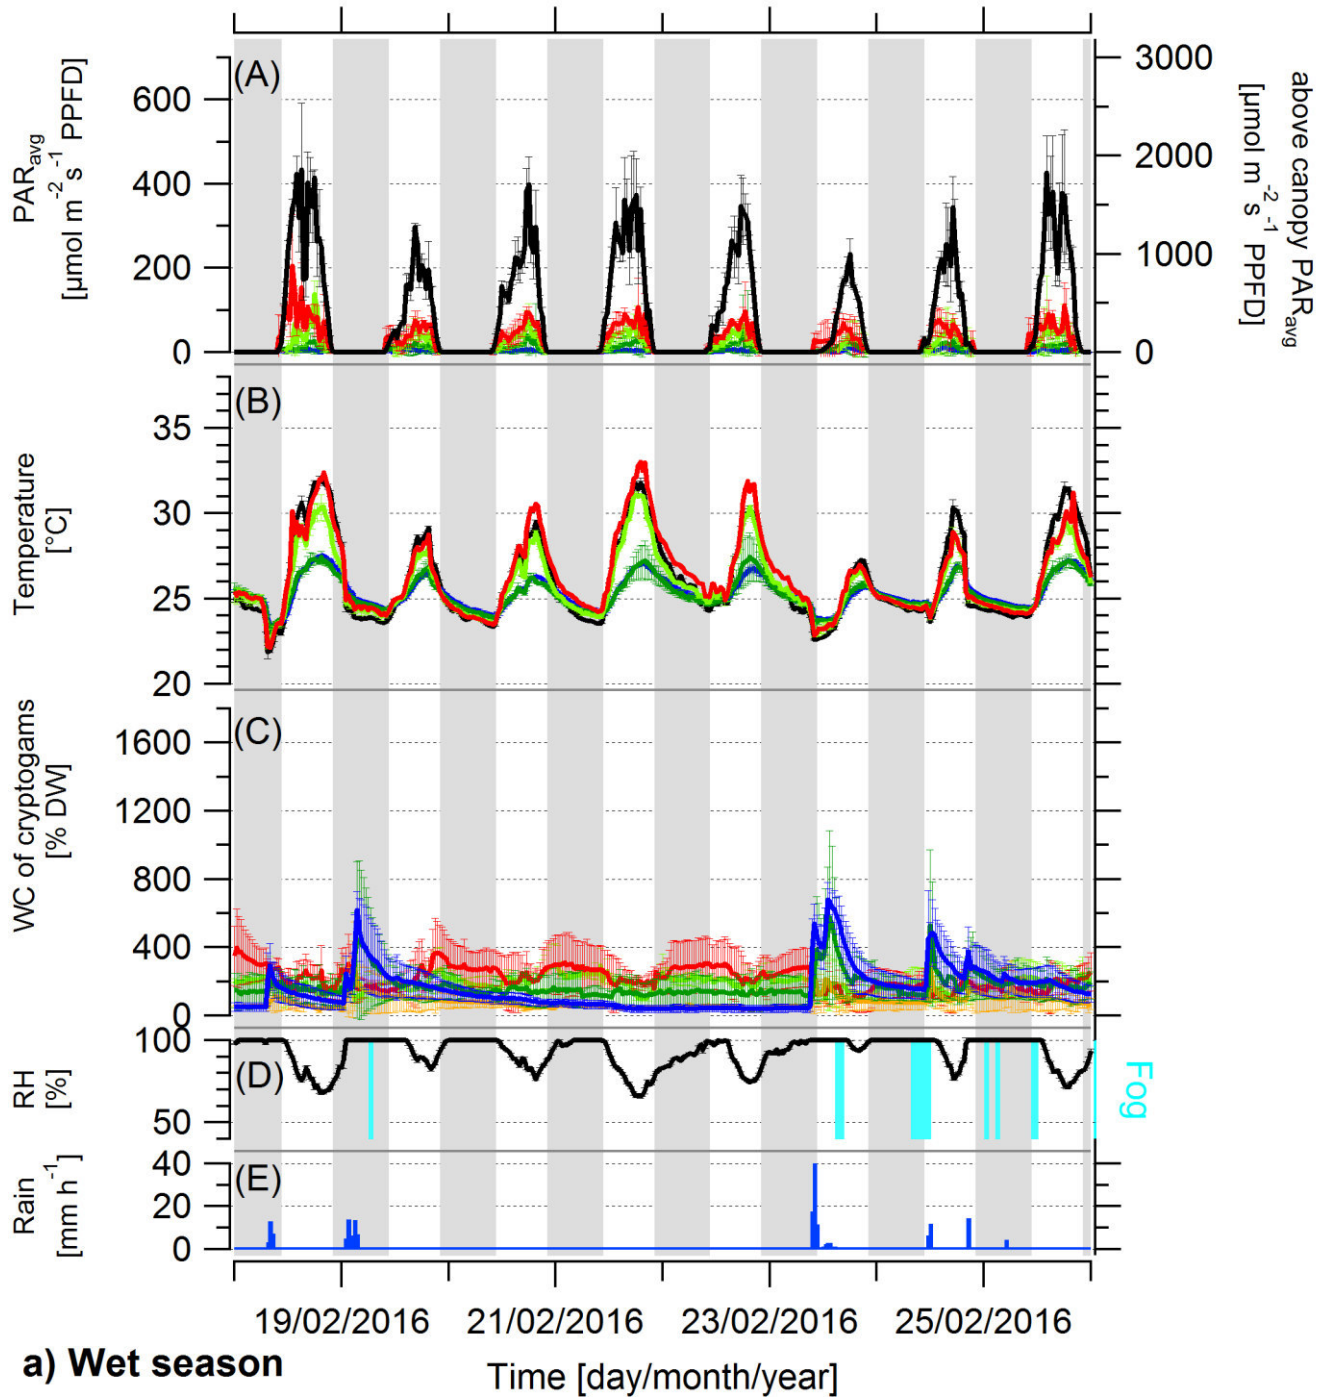 (A)
PARavg
[µmol m-2 s-1 PPFD]
600
400
200
0
3000
2000
1000
0
above canopy PARavg
[µmol m-2 s-1 PPFD]
(B)
Temperature
[°C]
35
30
25
20
(C)
WC of cryptogams
[% DW]
1600
1200
800
400
0
(D)
RH
[%]
100
50
Fog
(E)
Rain
[mm h-1]
40
20
0
19/02/2016
21/02/2016
23/02/2016
25/02/2016
a) Wet season
Time [day/month/year]